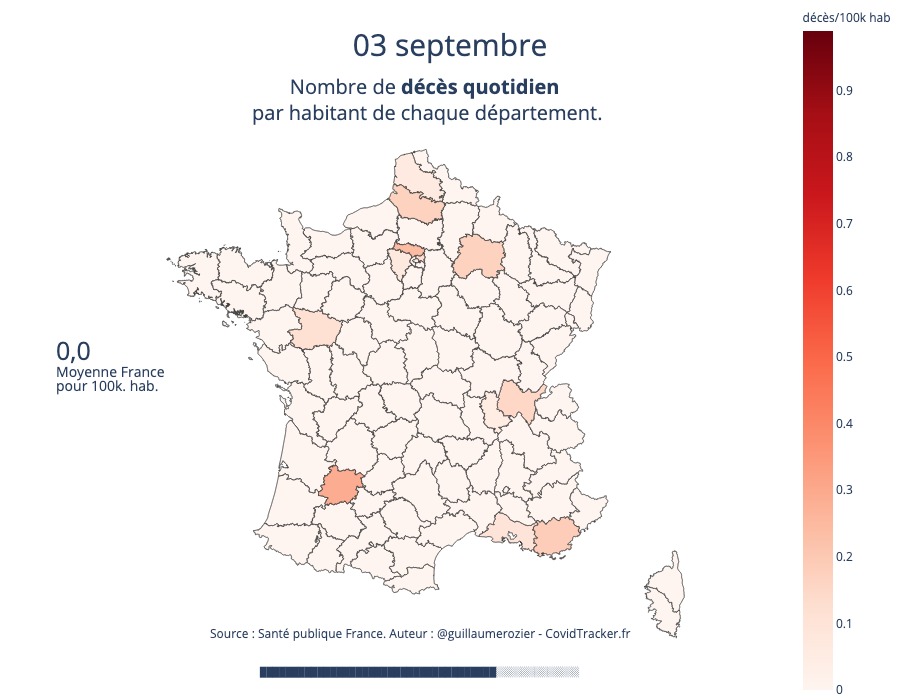 décès/100k hab
03 septembre
Nombre de décès quotidien
par habitant de chaque département.
0.9
0.8
0.7
0.6
0.5
0.4
0.3
0.2
0.1
0
0,0
Moyenne France
pour 100k. hab.
Source : Santé publique France. Auteur : @guillaumerozier - CovidTracker.fr